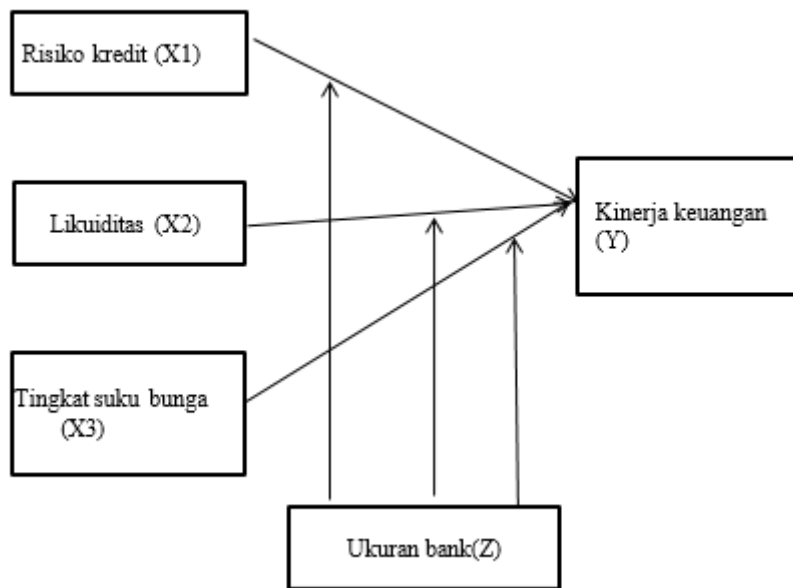 Risiko kredit (X1)
Likuiditas (X2)
Kinerja keuangan
(Y)
Tingkat suku bunga
(X3)
Ukuran bank(Z)